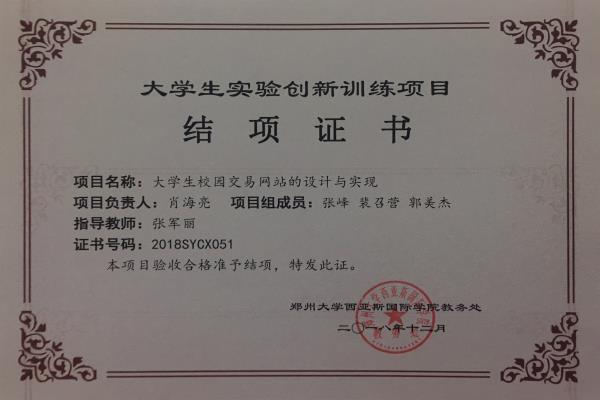 大学生实验创新训练项目
结项证书
项目名称：大学生校园交易网站的设计与实现
项目负责人：肖海亮 项目组成员：张峰 裴召营 郭美杰
指导教师：张军丽
证书号码：2018SYCX051
本项目验收合格准予结项，特发此证。
郑州大学西亚斯国际学院教务处
二〇一八年十二月